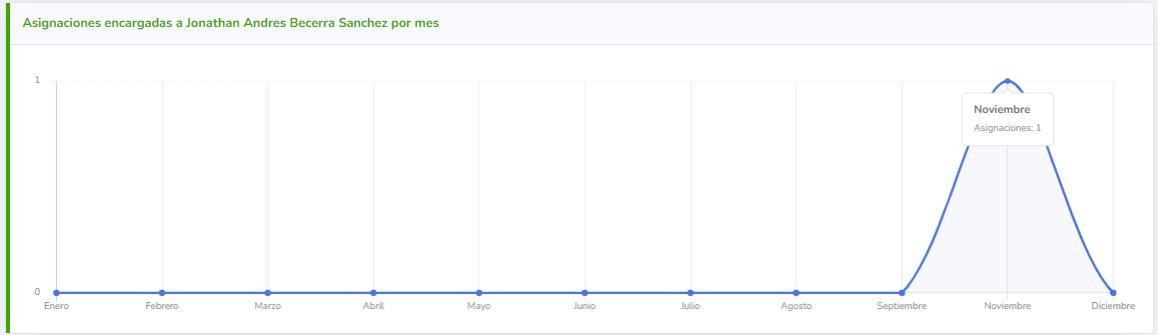 Asignaciones encargadas a Jonathan Andres Becerra Sanchez por mes
1
Noviembre
Asignaciones: 1
0
Enero Febrero Marzo Abril Mayo Junio Julio Agosto Septiembre Noviembre Diciembre